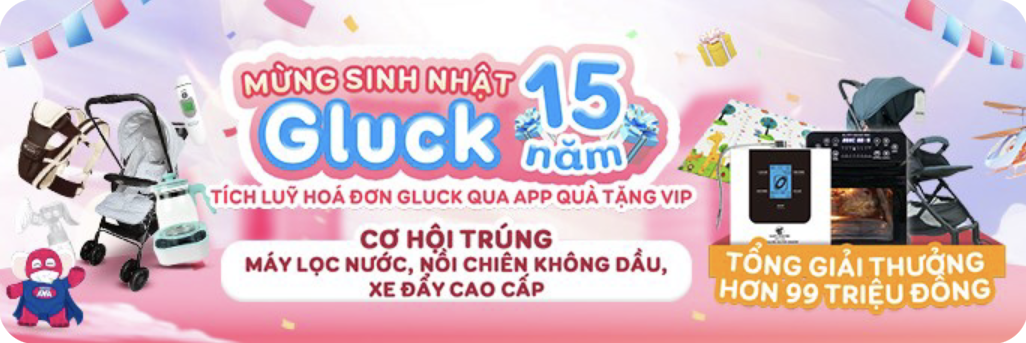 MỪNG SINH NHẬT
Gluck 15 năm
TÍCH LUỸ HOÁ ĐƠN GLUCK QUA APP QUÀ TẶNG VIP
CƠ HỘI TRÚNG
MÁY LỌC NƯỚC, NỒI CHIÊN KHÔNG DẦU,
XE ĐẨY CAO CẤP
TỔNG GIẢI THƯỞNG
HƠN 99 TRIỆU ĐỒNG